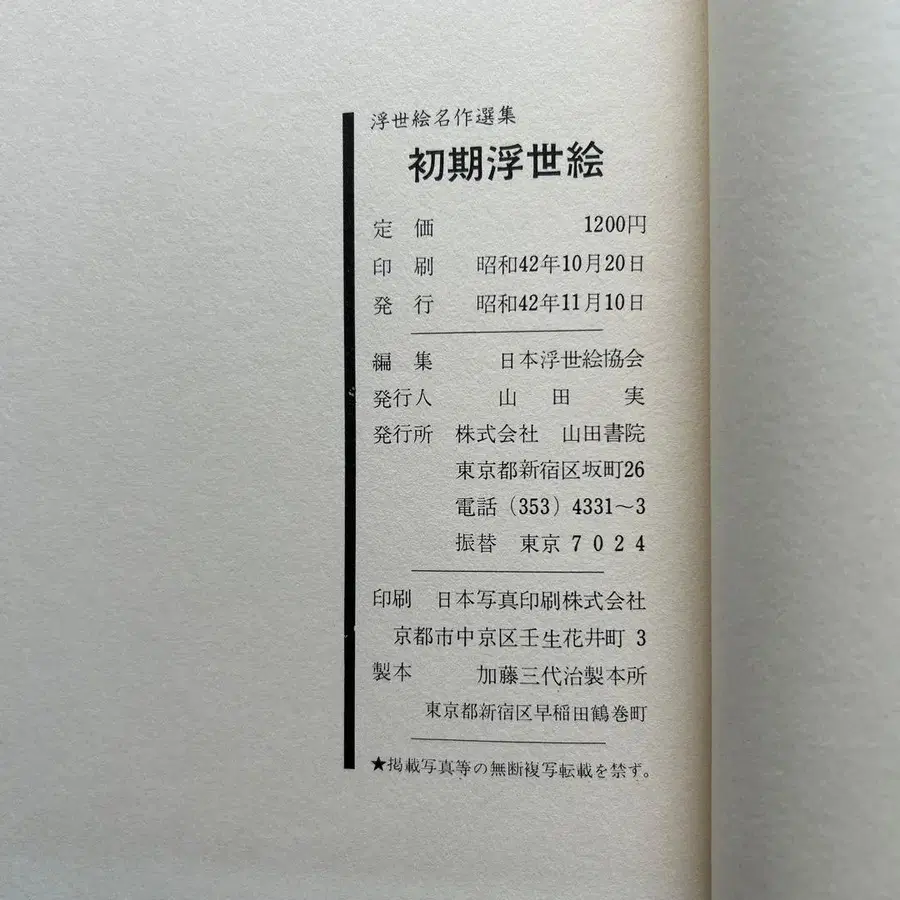 浮世絵名作選集
初期浮世絵
定価 1200円
印刷 昭和42年10月20日
発行 昭和42年11月10日
編集 日本浮世絵協会
発行人 山田 実
発行所 株式会社 山田書院
東京都新宿区坂町26
電話(353)4331〜3
振替 東京7024
印刷 日本写真印刷株式会社
京都市中京区壬生花井町3
製本 加藤三代治製本所
東京都新宿区早稲田鶴巻町
★掲載写真等の無断複写転載を禁ず。